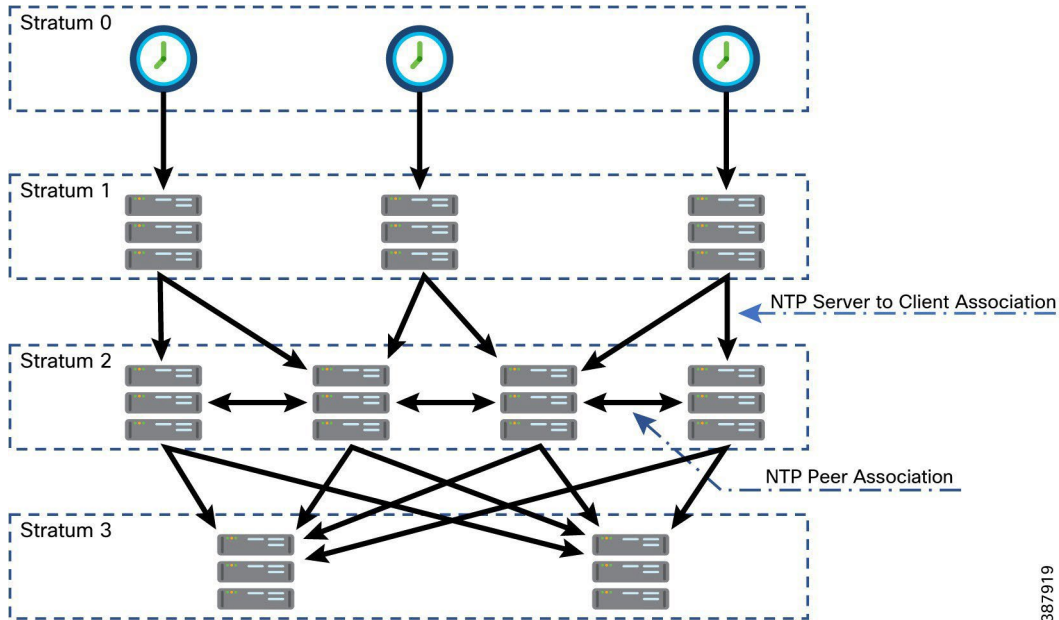 Stratum 0
Stratum 1
NTP Server to Client Association
Stratum 2
NTP Peer Association
Stratum 3
387919